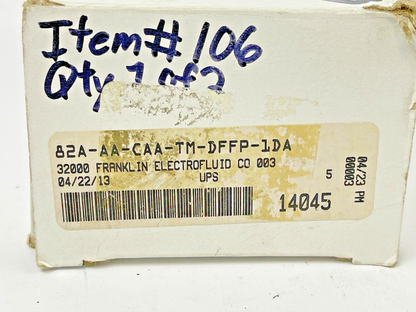 Item# 106
Qty 1 of 2
82A-AA-CAA-TM-DFFP-1DA
32000 FRANKLIN ELECTROFLUID CO 003
04/22/13 UPS 5
14045
04/23 PM
000003